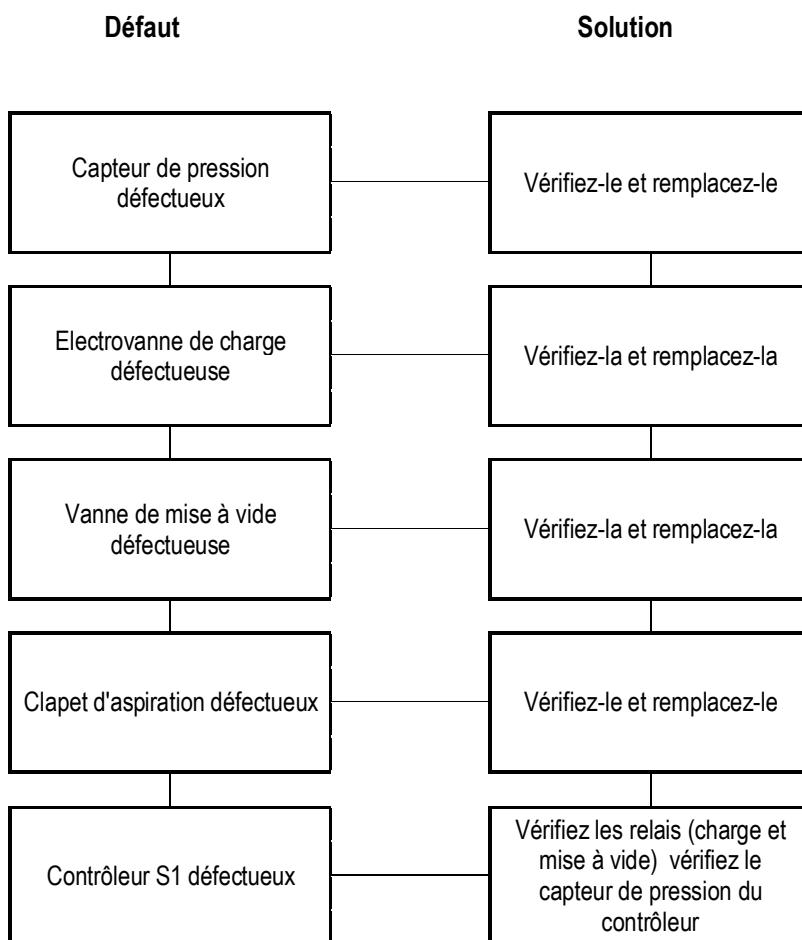 Défaut Solution
Capteur de pression
défectueux
Vérifiez-le et remplacez-le
Electrovanne de charge
défectueuse
Vérifiez-la et remplacez-la
Vanne de mise à vide
défectueuse
Vérifiez-la et remplacez-la
Clapet d'aspiration défectueux
Vérifiez-le et remplacez-le
Contrôleur S1 défectueux
Vérifiez les relais (charge et
mise à vide) vérifiez le
capteur de pression du
contrôleur